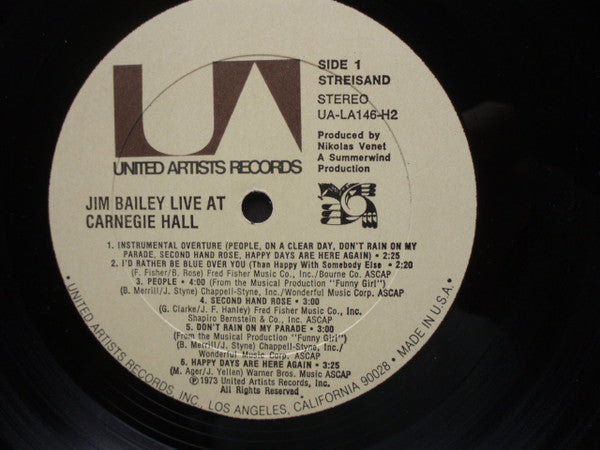 UA
SIDE 1
STREISAND
STEREO
UA-LA146-H2
Produced by
Nikolas Venet
A Summerwind
Production
UNITED ARTISTS RECORDS
JIM BAILEY LIVE AT
CARNEGIE HALL
1. INSTRUMENTAL OVERTURE (PEOPLE, ON A CLEAR DAY, DON'T RAIN ON MY
PARADE, SECOND HAND ROSE, HAPPY DAYS ARE HERE AGAIN) • 2:25
2. I'D RATHER BE BLUE OVER YOU (Than Happy With Somebody Else • 2:20
(F. Fisher/B. Rose) Fred Fisher Music Co., Inc./Bourne Co. ASCAP
3. PEOPLE • 4:00 (From the Musical Production "Funny Girl")
(B. Merrill/J. Styne) Chappell-Styne, Inc./Wonderful Music Corp. ASCAP
4. SECOND HAND ROSE • 3:00
(G. Clarke/J. F. Hanley) Fred Fisher Music Co., Inc.
Shapiro Bernstein & Co., Inc. ASCAP
5. DON'T RAIN ON MY PARADE • 3:00
(From the Musical Production "Funny Girl")
(B. Merrill/J. Styne) Chappell-Styne, Inc./
Wonderful Music Corp. ASCAP
6. HAPPY DAYS ARE HERE AGAIN • 3:25
(M. Ager/J. Yellen) Warner Bros. Music ASCAP
℗1973 United Artists Records, Inc.
All Rights Reserved.
• UNITED ARTISTS RECORDS, INC., LOS ANGELES, CALIFORNIA 90028 • MADE IN U.S.A. •